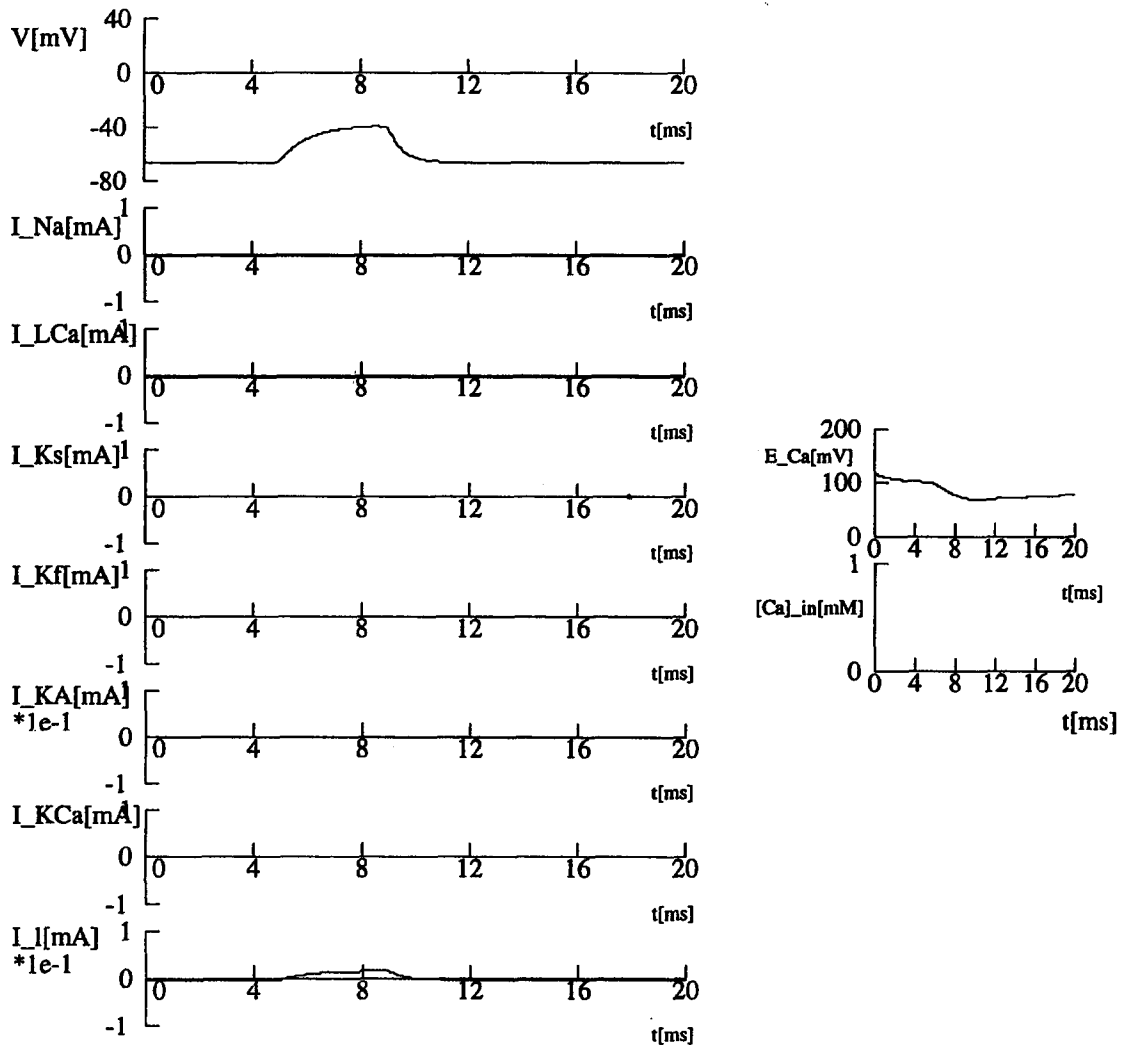 40
V[mV]
0
0 4 8 12 16 20
-40
t[ms]
-80
1
I_Na[mA]
0
0 4 8 12 16 20
-1
t[ms]
I_LCa[mA] 1
0
0 4 8 12 16 20
-1
t[ms]
I_Ks[mA] 1
0
0 4 8 12 16 20
-1
t[ms]
I_Kf[mA] 1
0
0 4 8 12 16 20
-1
t[ms]
I_KA[mA] 1
*1e-1
0
0 4 8 12 16 20
-1
t[ms]
I_KCa[mA] 1
0
0 4 8 12 16 20
-1
t[ms]
I_l[mA] 1
*1e-1
0
0 4 8 12 16 20
-1
t[ms]
200
E_Ca[mV]
100
0
0 4 8 12 16 20
1
t[ms]
[Ca]_in[mM]
0
0 4 8 12 16 20
t[ms]